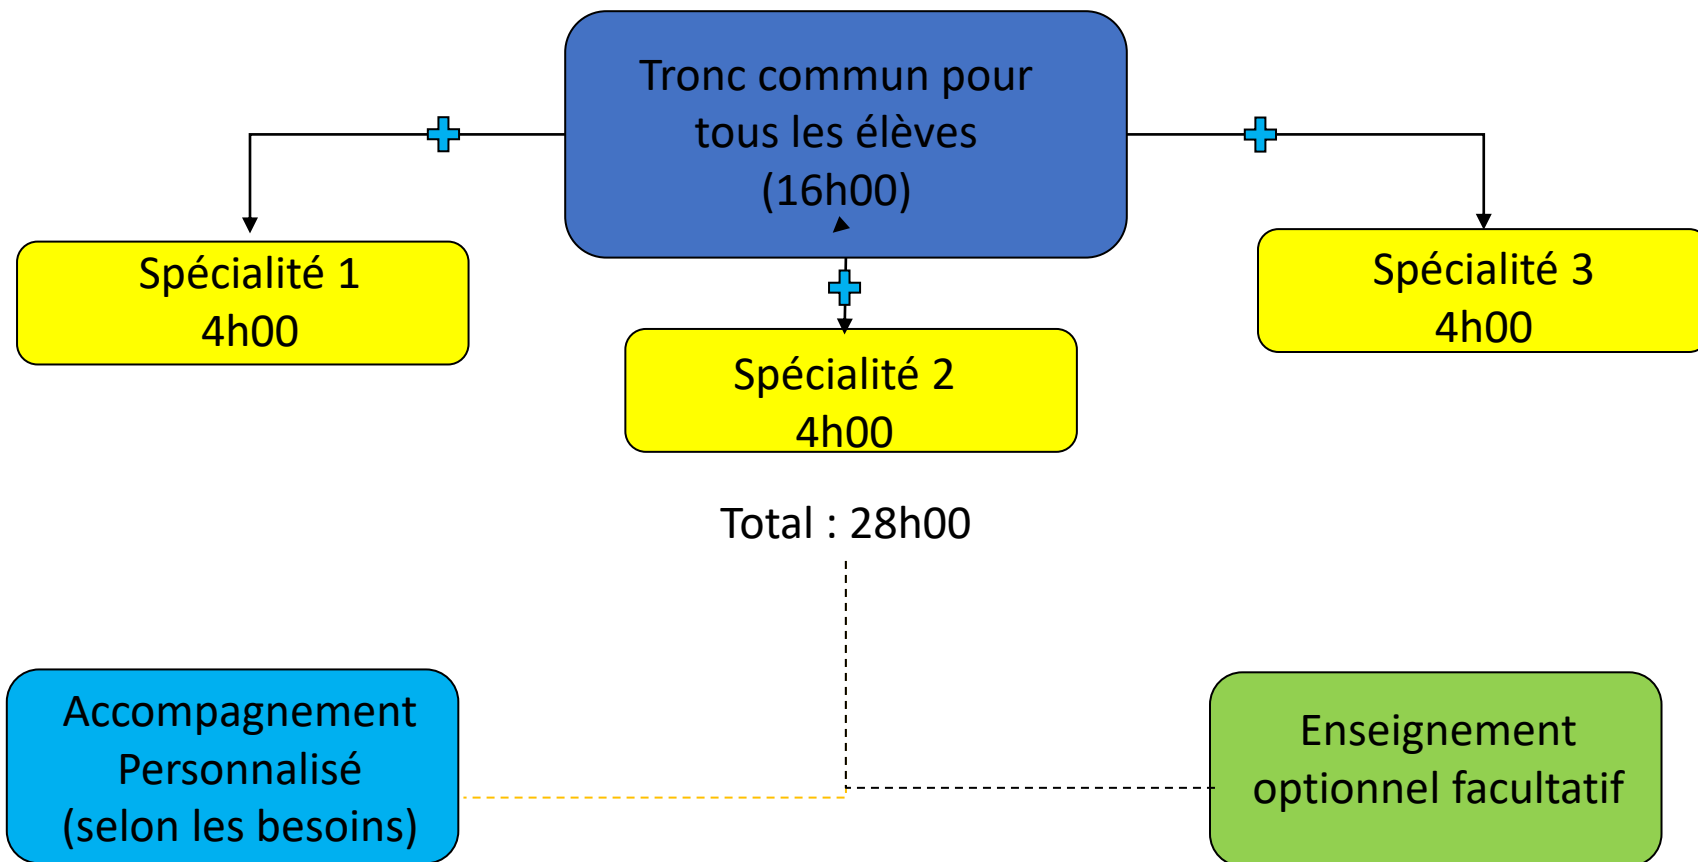 Tronc commun pour
tous les élèves
(16h00)
Spécialité 1
4h00
Spécialité 2
4h00
Spécialité 3
4h00
Total : 28h00
Accompagnement
Personnalisé
(selon les besoins)
Enseignement
optionnel facultatif